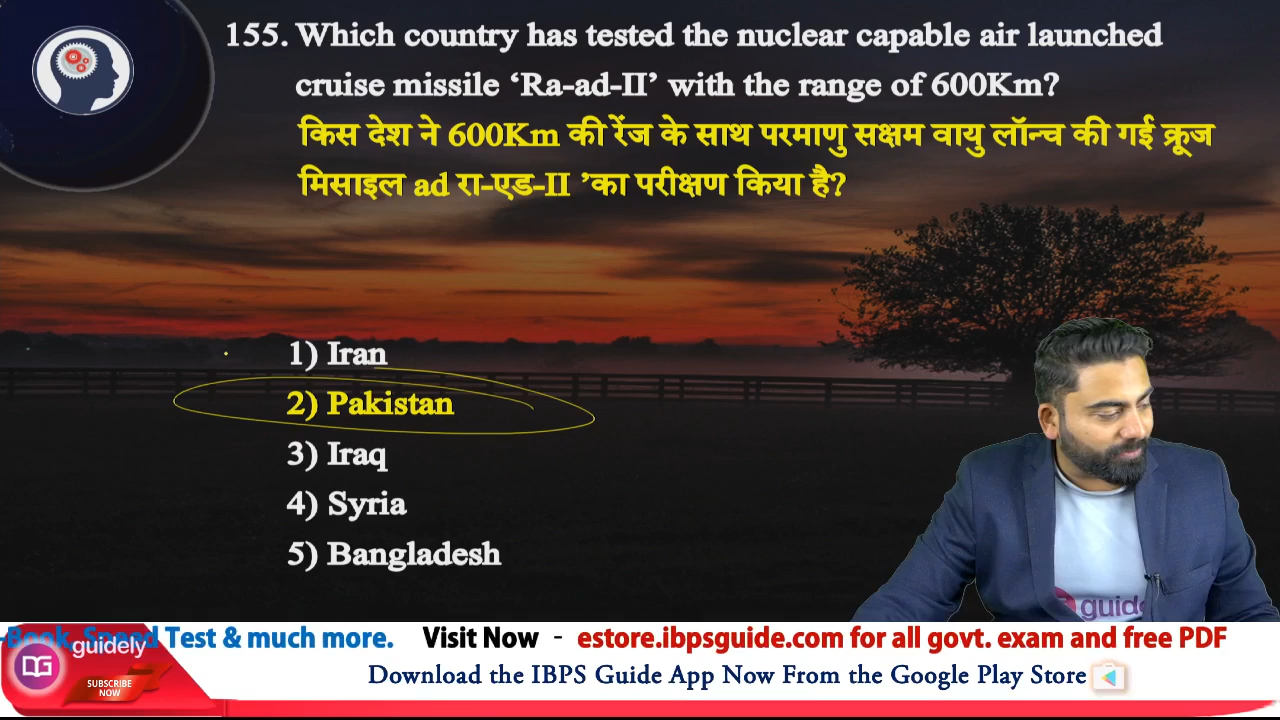 155. Which country has tested the nuclear capable air launched
cruise missile ‘Ra-ad-II’ with the range of 600Km?
किस देश ने 600Km की रेंज के साथ परमाणु सक्षम वायु लॉन्च की गई क्रूज
मिसाइल ad रा-एड-II ’का परीक्षण किया है?
1) Iran
2) Pakistan
3) Iraq
4) Syria
5) Bangladesh
Speed Test & much more. Visit Now - estore.ibpsguide.com for all govt. exam and free PDF
guidely
SUBSCRIBE
NOW
Download the IBPS Guide App Now From the Google Play Store